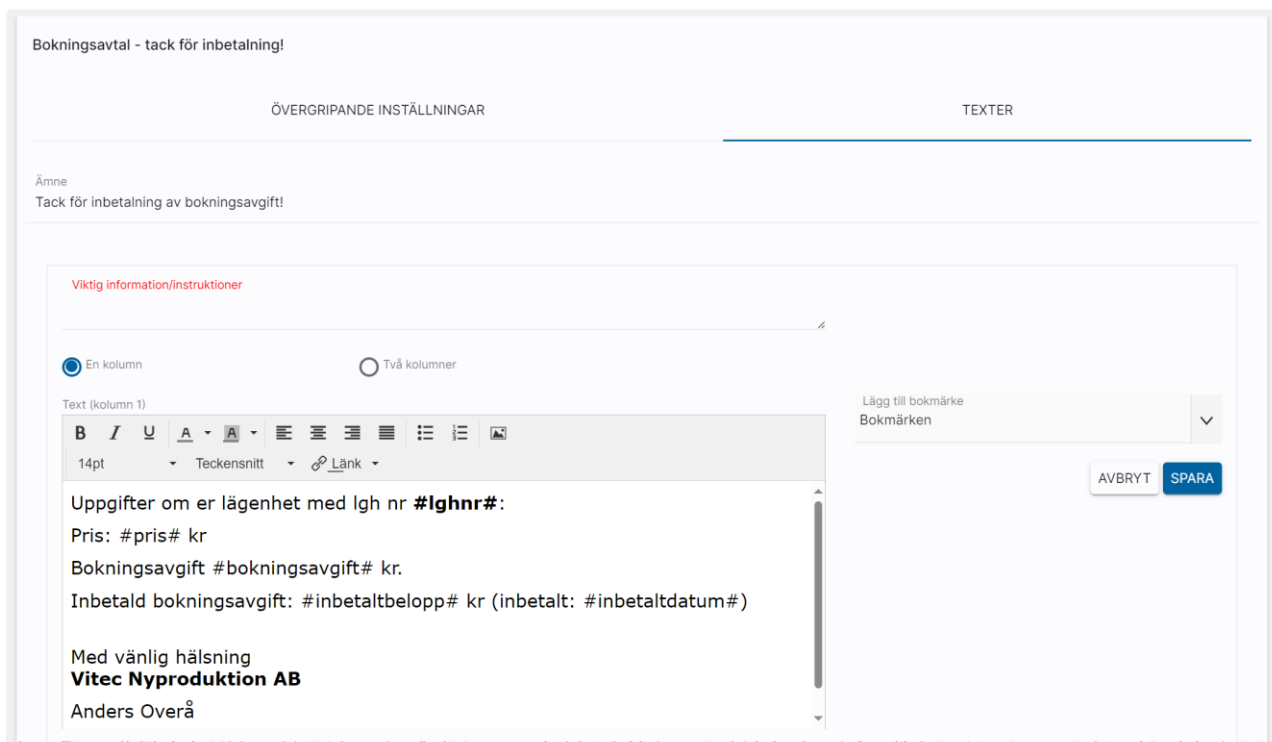 Bokningsavtal - tack för inbetalning!
ÖVERGRIPANDE INSTÄLLNINGAR TEXTER
Ämne
Tack för inbetalning av bokningsavgift!
Viktig information/instruktioner
En kolumn Två kolumner
Text (kolumn 1)
Lägg till bokmärke
Bokmärken
B I U A A
14pt Teckensnitt Länk
AVBRYT SPARA
Uppgifter om er lägenhet med lgh nr #lghnr#:
Pris: #pris# kr
Bokningsavgift #bokningsavgift# kr.
Inbetald bokningsavgift: #inbetaltbelopp# kr (inbetalt: #inbetaltdatum#)
Med vänlig hälsning
Vitec Nyproduktion AB
Anders Overå